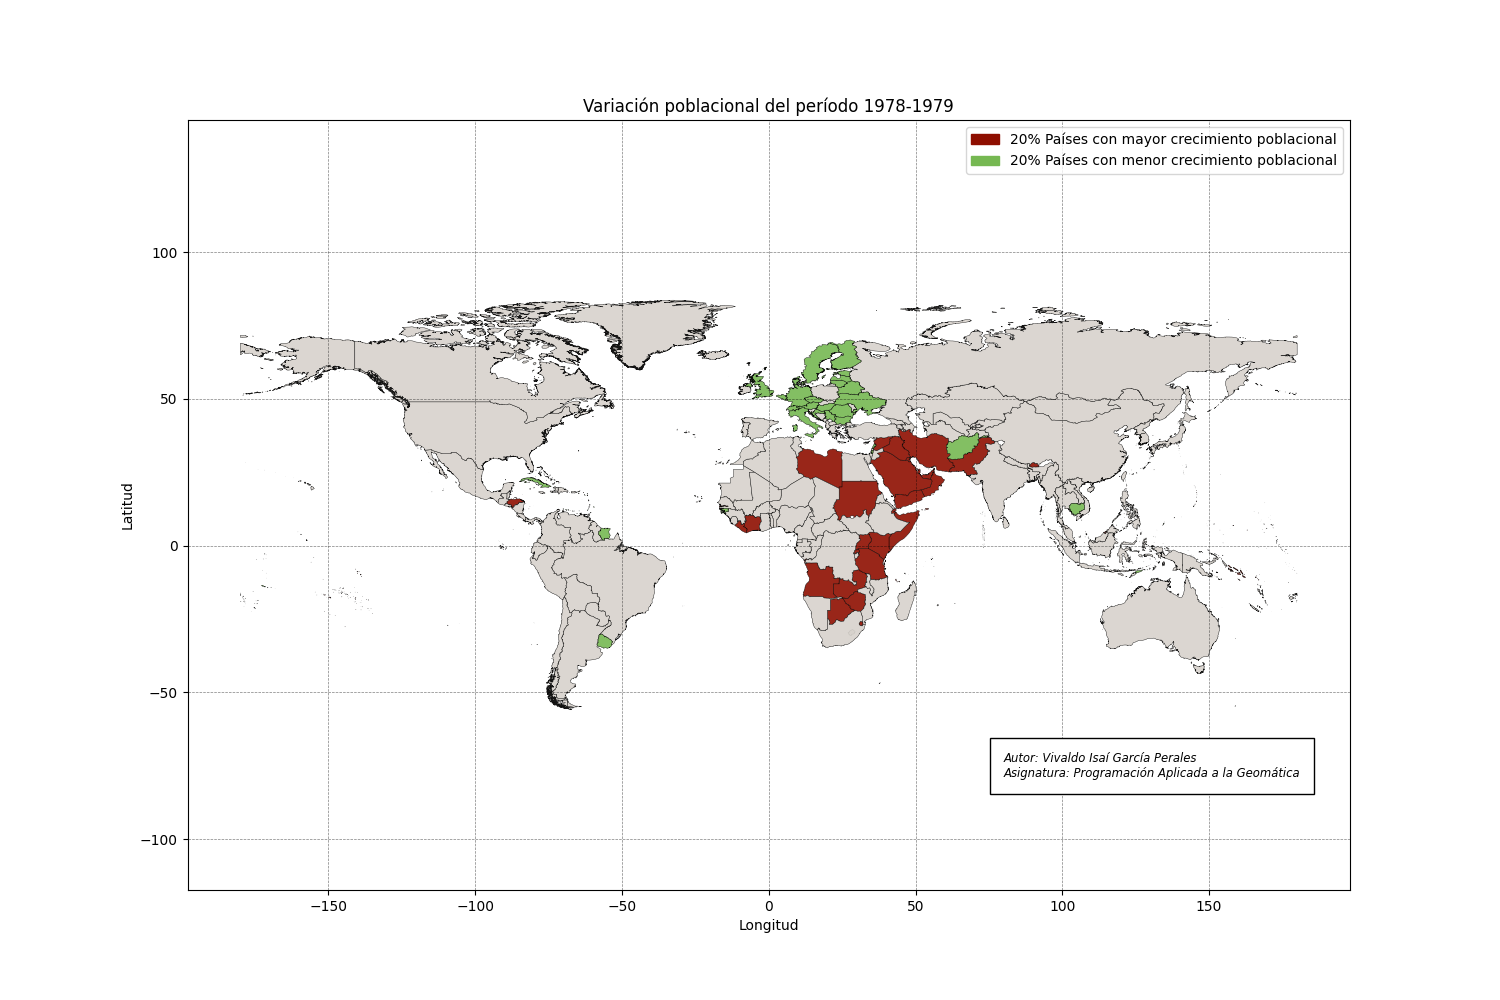 Variación poblacional del período 1978-1979
20% Países con mayor crecimiento poblacional
20% Países con menor crecimiento poblacional
100
50
0
−50
−100
Latitud
Autor: Vivaldo Isaí García Perales
Asignatura: Programación Aplicada a la Geomática
−150
−100
−50
0
50
100
150
Longitud